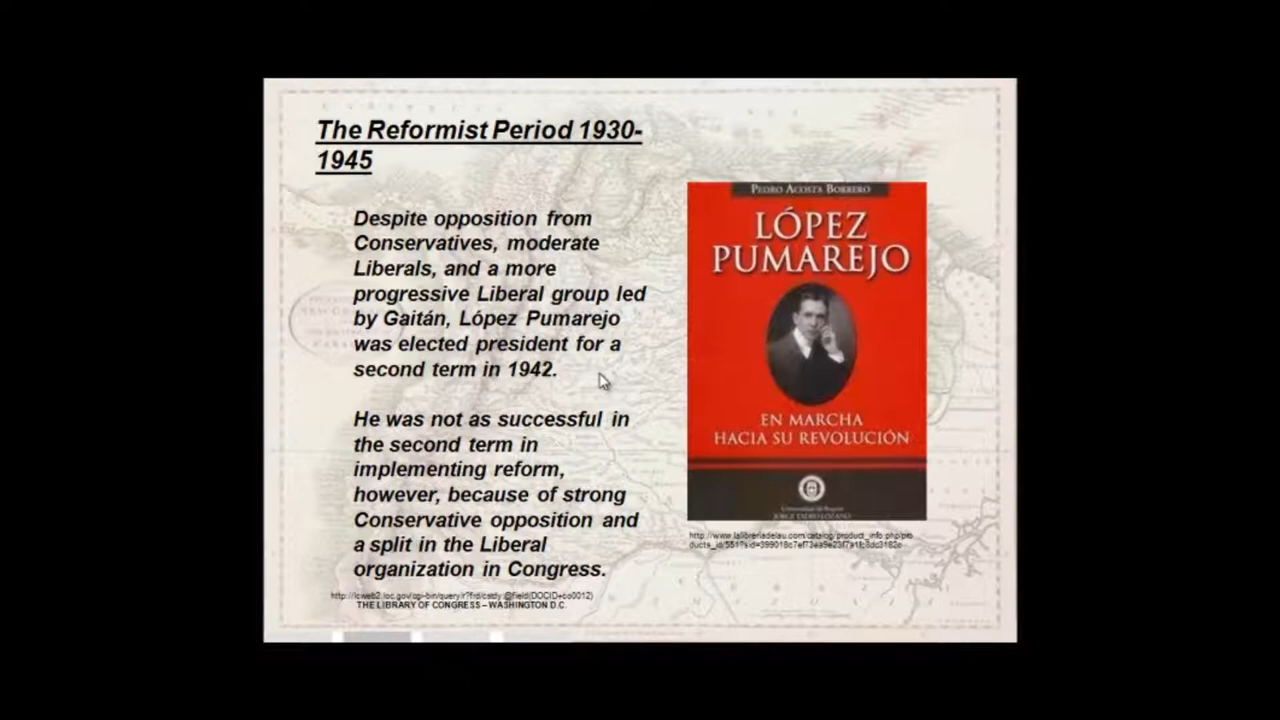 The Reformist Period 1930-
1945
Despite opposition from
Conservatives, moderate
Liberals, and a more
progressive Liberal group led
by Gaitán, López Pumarejo
was elected president for a
second term in 1942.
He was not as successful in
the second term in
implementing reform,
however, because of strong
Conservative opposition and
a split in the Liberal
organization in Congress.
THE LIBRARY OF CONGRESS – WASHINGTON D.C.
PEDRO ACOSTA BORRERO
LÓPEZ
PUMAREJO
EN MARCHA
HACIA SU REVOLUCIÓN
JORGE TADEO LOZANO